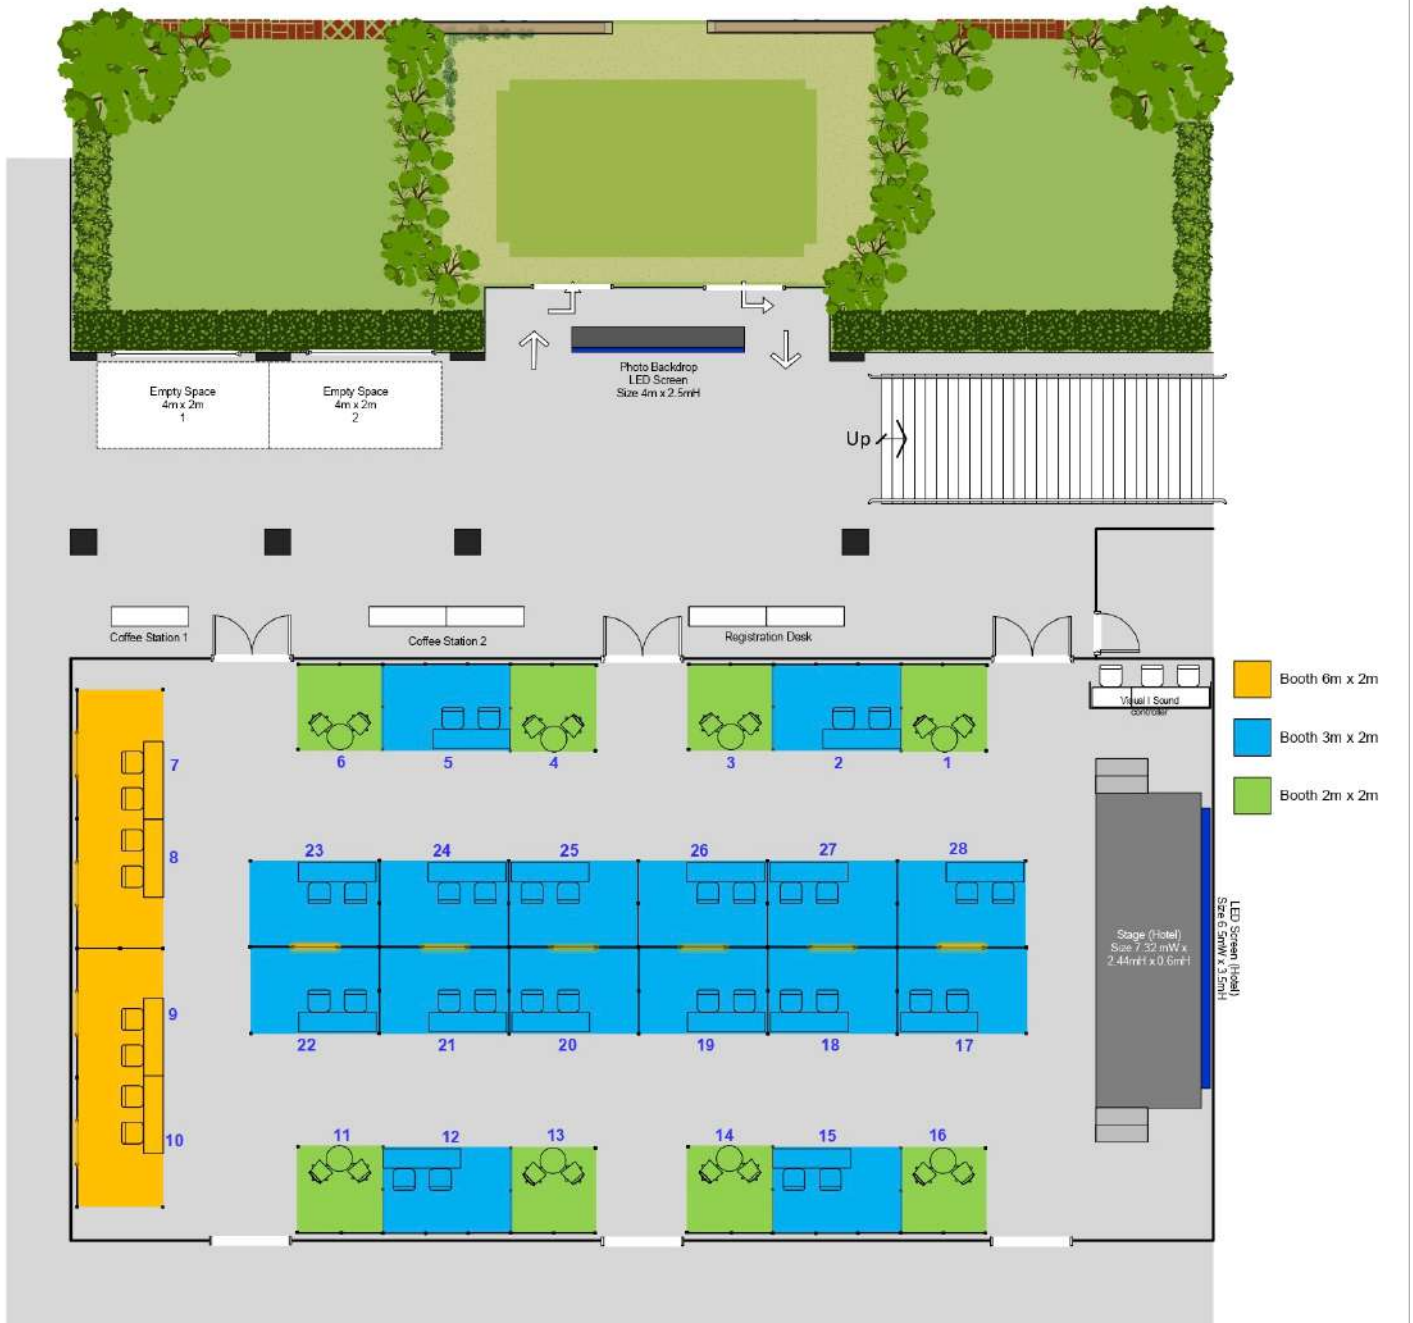 Photo Backdrop
LED Screen
Size 4m x 2.5mH
Empty Space
4m x 2m
1
Empty Space
4m x 2m
2
Up
Coffee Station 1
Coffee Station 2
Registration Desk
Visual | Sound
controller
Booth 6m x 2m
Booth 3m x 2m
Booth 2m x 2m
6
5
4
3
2
1
7
8
23
24
25
26
27
28
LED Screen (Hotel)
Size 6.5mW x 3.5mH
Stage (Hotel)
Size 7.32 mW x
2.44mH x 0.6mH
9
10
22
21
20
19
18
17
11
12
13
14
15
16